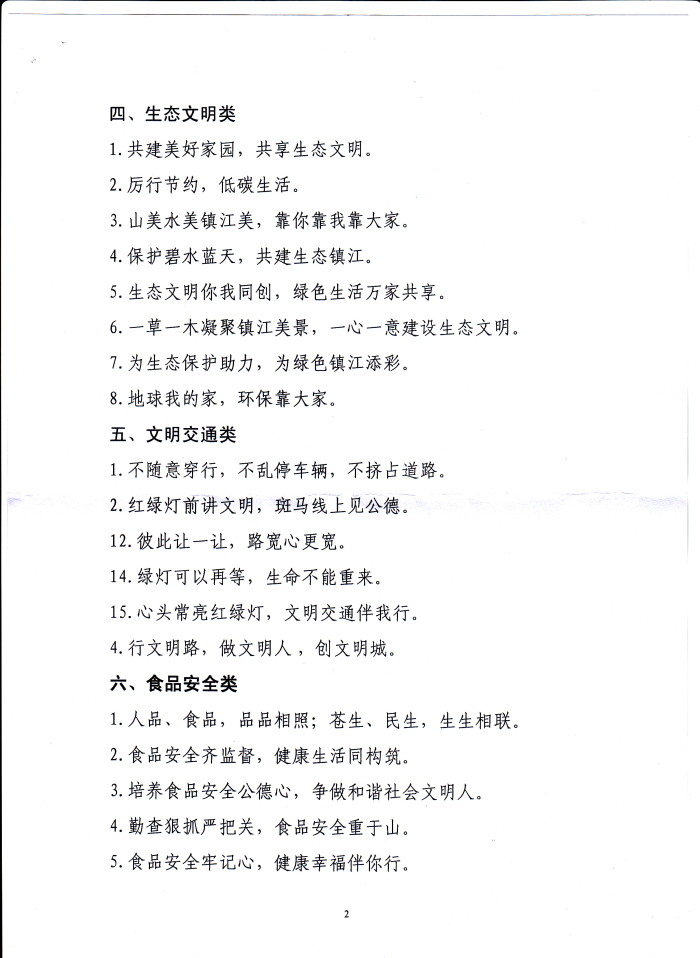 四、生态文明类
1.共建美好家园，共享生态文明。
2.厉行节约，低碳生活。
3.山美水美镇江美，靠你靠我靠大家。
4.保护碧水蓝天，共建生态镇江。
5.生态文明你我同创，绿色生活万家共享。
6.一草一木凝聚镇江美景，一心一意建设生态文明。
7.为生态保护助力，为绿色镇江添彩。
8.地球我的家，环保靠大家。
五、文明交通类
1.不随意穿行，不乱停车辆，不挤占道路。
2.红绿灯前讲文明，斑马线上见公德。
12.彼此让一让，路宽心更宽。
14.绿灯可以再等，生命不能重来。
15.心头常亮红绿灯，文明交通伴我行。
4.行文明路，做文明人，创文明城。
六、食品安全类
1.人品、食品，品品相照；苍生、民生，生生相联。
2.食品安全齐监督，健康生活同构筑。
3.培养食品安全公德心，争做和谐社会文明人。
4.勤查狠抓严把关，食品安全重于山。
5.食品安全牢记心，健康幸福伴你行。
2